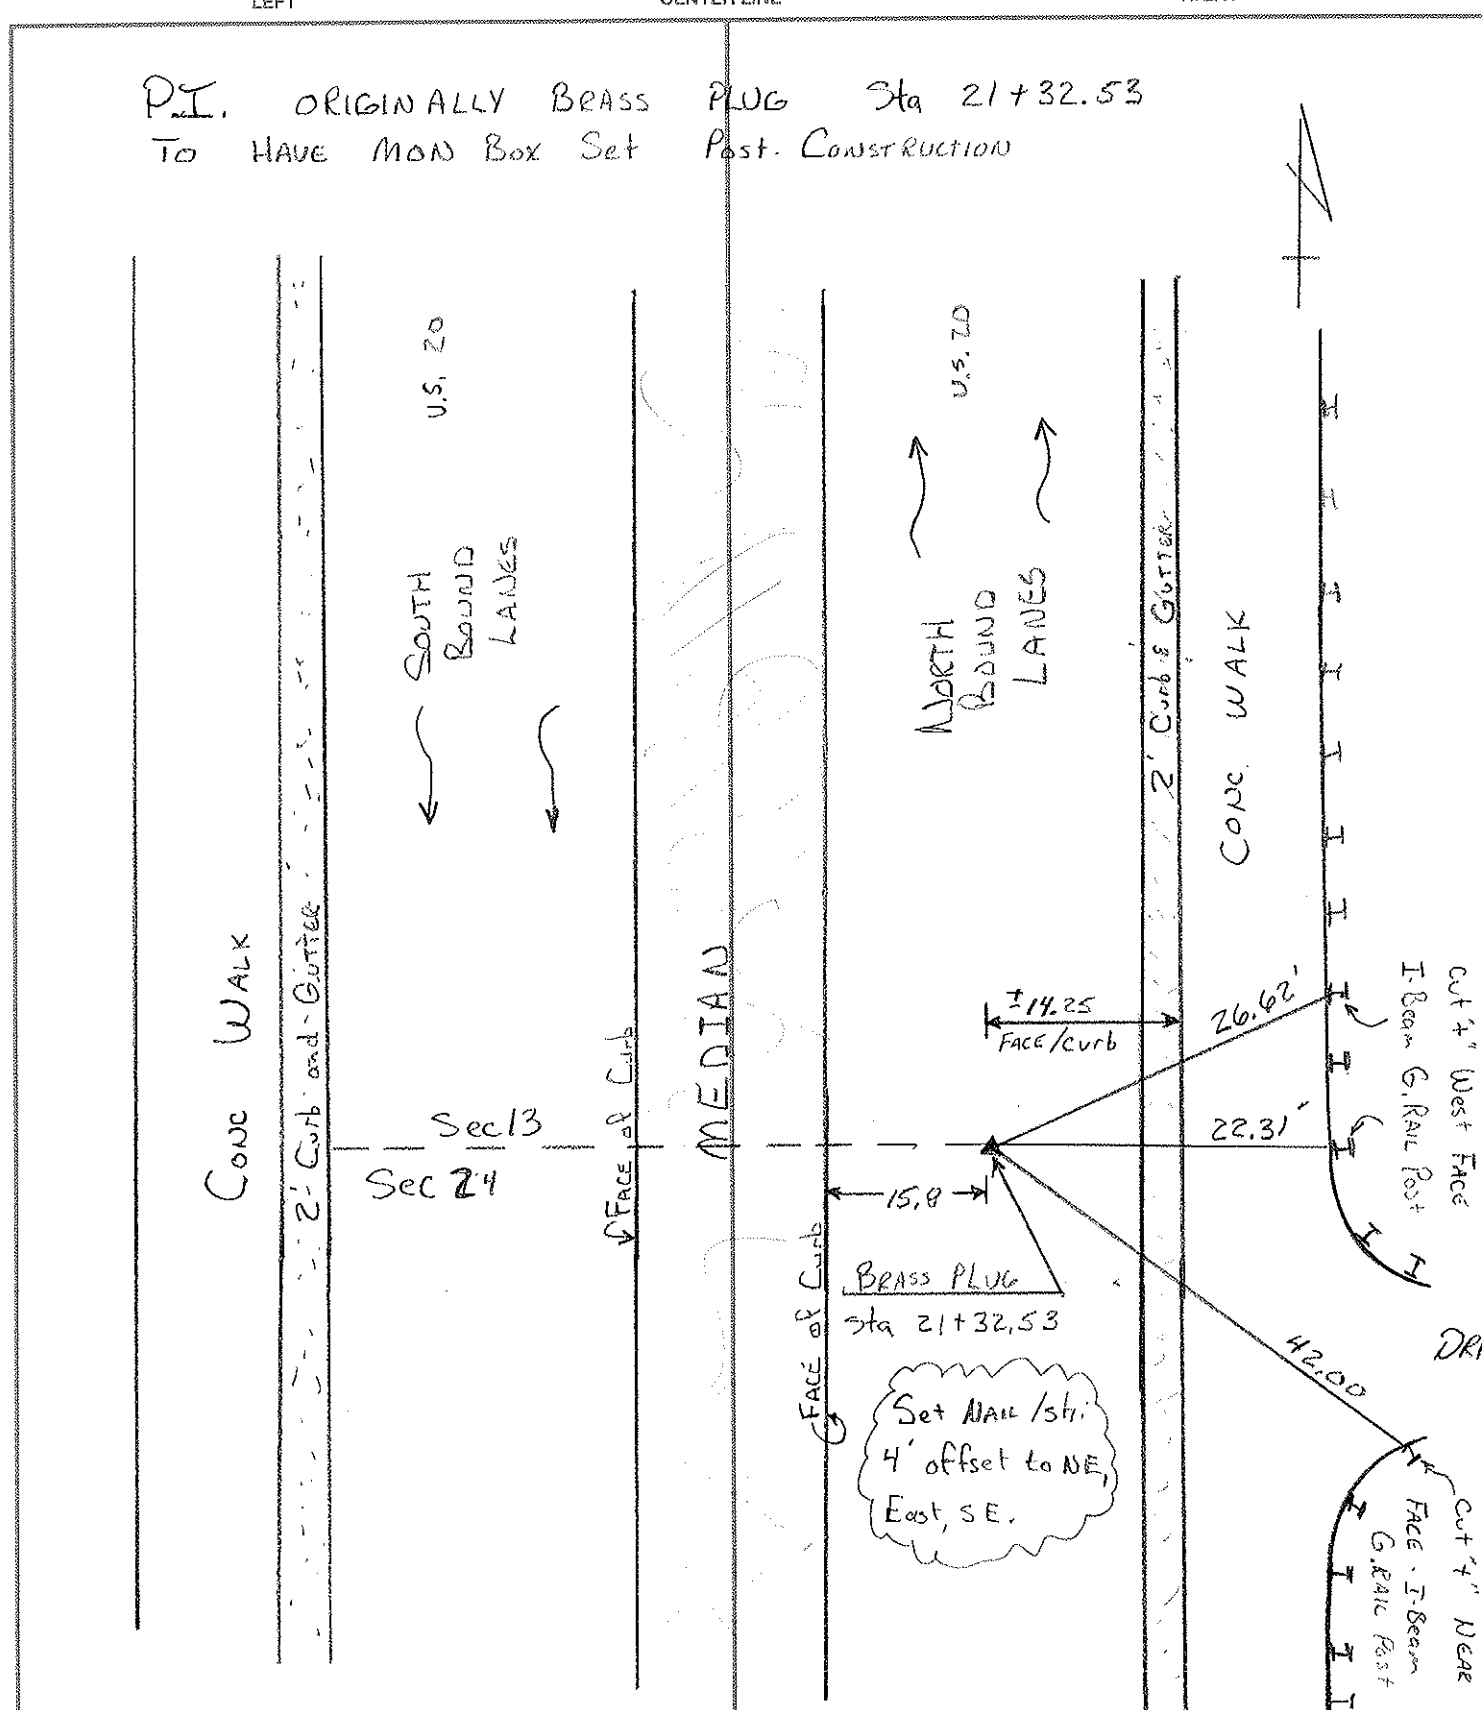 LEFT
CENTER LINE
P.I. ORIGINALLY BRASS PLUG Sta 21+32.53
TO HAVE MON Box Set Post. CONSTRUCTION
U.S. 20
U.S. 20
SOUTH
BOUND
LANES
NORTH
BOUND
LANES
2' Curb & GUTTER
CONC WALK
CONC WALK
2' Curb and Gutter
FACE of Curb
MEDIAN
± 14.25
FACE/curb
26.62'
Cut "+" West FACE
I-Beam G. RAIL Post
Sec 13
Sec 24
22.31'
15.8
FACE of Curb
BRASS PLUG
Sta 21+32.53
42.00
Set NAIL /stri
4' offset to NE,
East, SE.
Cut "+" NEAR
FACE - I-Beam
G.RAIL Post